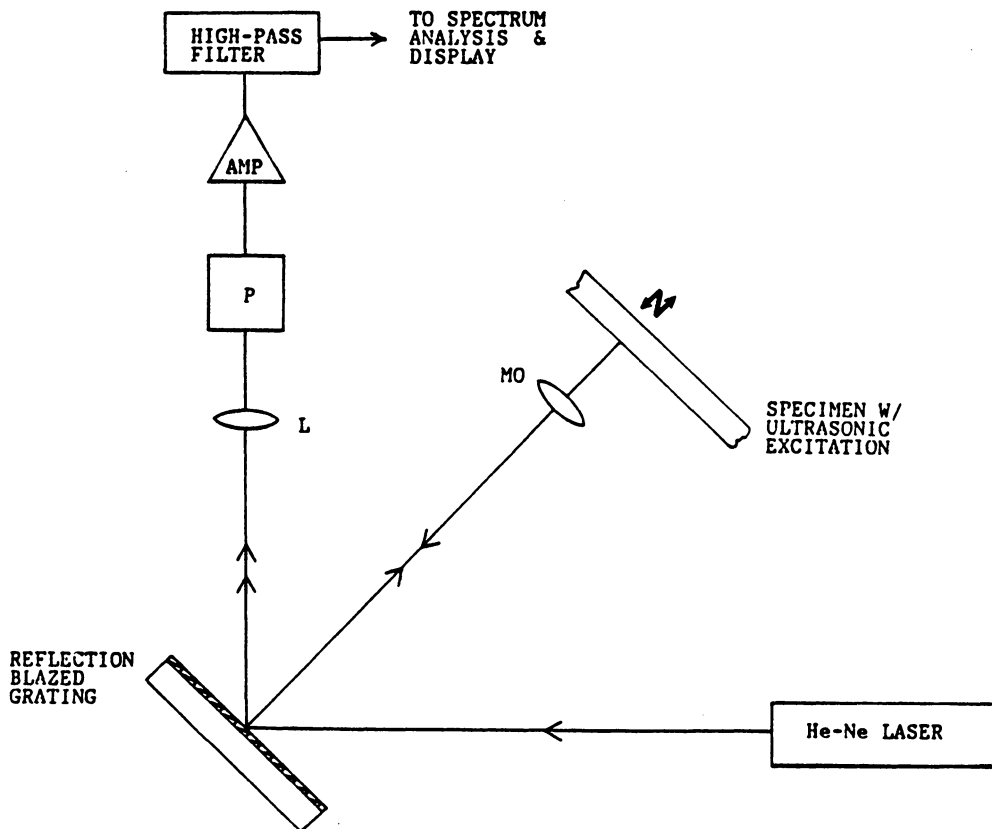 HIGH-PASS
FILTER
TO SPECTRUM
ANALYSIS &
DISPLAY
AMP
P
MO
L
SPECIMEN W/
ULTRASONIC
EXCITATION
REFLECTION
BLAZED
GRATING
He-Ne LASER